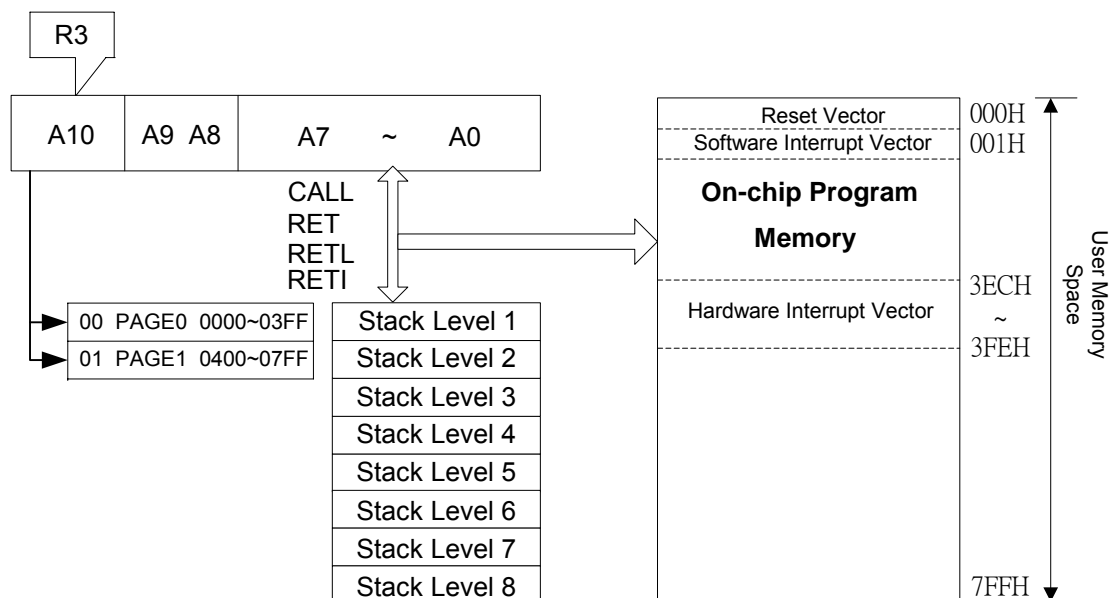 R3
A10 A9 A8 A7 ~ A0
CALL
RET
RETL
RETI
00 PAGE0 0000~03FF
01 PAGE1 0400~07FF
Stack Level 1
Stack Level 2
Stack Level 3
Stack Level 4
Stack Level 5
Stack Level 6
Stack Level 7
Stack Level 8
Reset Vector 000H
Software Interrupt Vector 001H
On-chip Program
Memory
3ECH
Hardware Interrupt Vector ~
3FEH
7FFH
User Memory
Space